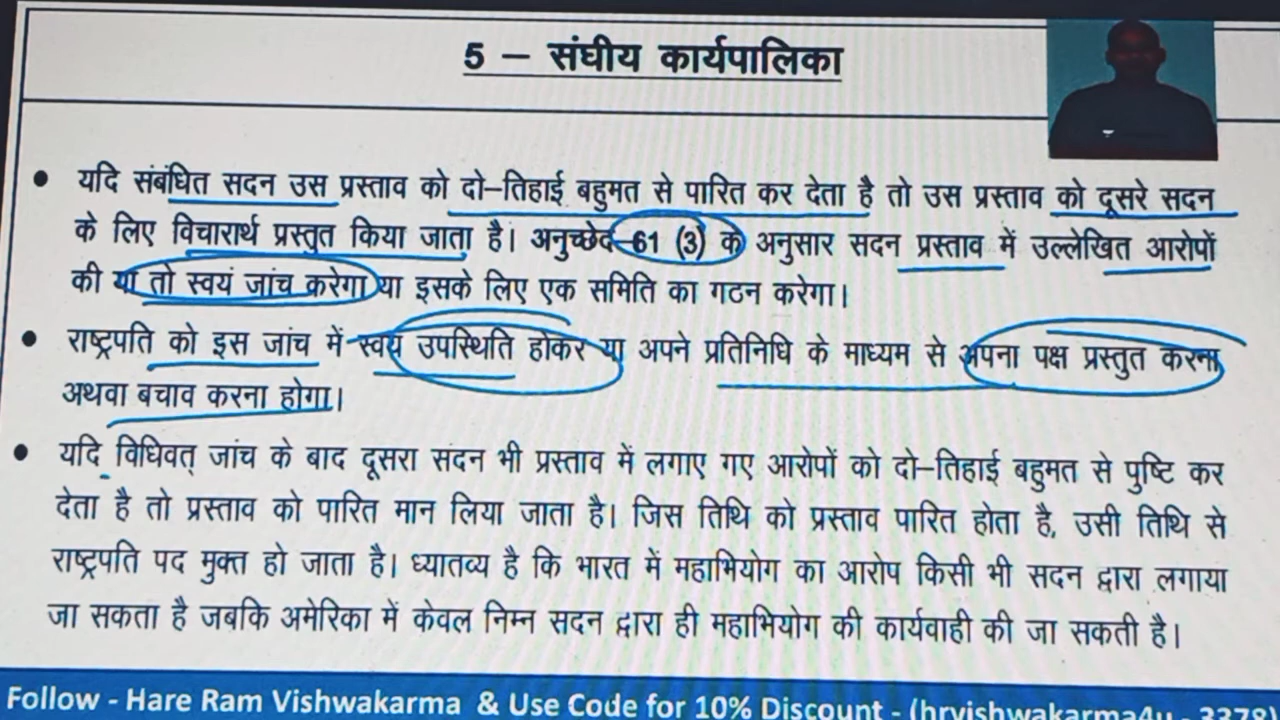 5 – संघीय कार्यपालिका
• यदि संबंधित सदन उस प्रस्ताव को दो–तिहाई बहुमत से पारित कर देता है तो उस प्रस्ताव को दूसरे सदन
के लिए विचारार्थ प्रस्तुत किया जाता है। अनुच्छेद–61 (3) के अनुसार सदन प्रस्ताव में उल्लेखित आरोपों
की या तो स्वयं जांच करेगा या इसके लिए एक समिति का गठन करेगा।
• राष्ट्रपति को इस जांच में स्वयं उपस्थिति होकर या अपने प्रतिनिधि के माध्यम से अपना पक्ष प्रस्तुत करना
अथवा बचाव करना होगा।
• यदि विधिवत् जांच के बाद दूसरा सदन भी प्रस्ताव में लगाए गए आरोपों को दो–तिहाई बहुमत से पुष्टि कर
देता है तो प्रस्ताव को पारित मान लिया जाता है। जिस तिथि को प्रस्ताव पारित होता है, उसी तिथि से
राष्ट्रपति पद मुक्त हो जाता है। ध्यातव्य है कि भारत में महाभियोग का आरोप किसी भी सदन द्वारा लगाया
जा सकता है जबकि अमेरिका में केवल निम्न सदन द्वारा ही महाभियोग की कार्यवाही की जा सकती है।
Follow - Hare Ram Vishwakarma & Use Code for 10% Discount - (hrvishwakarma4u